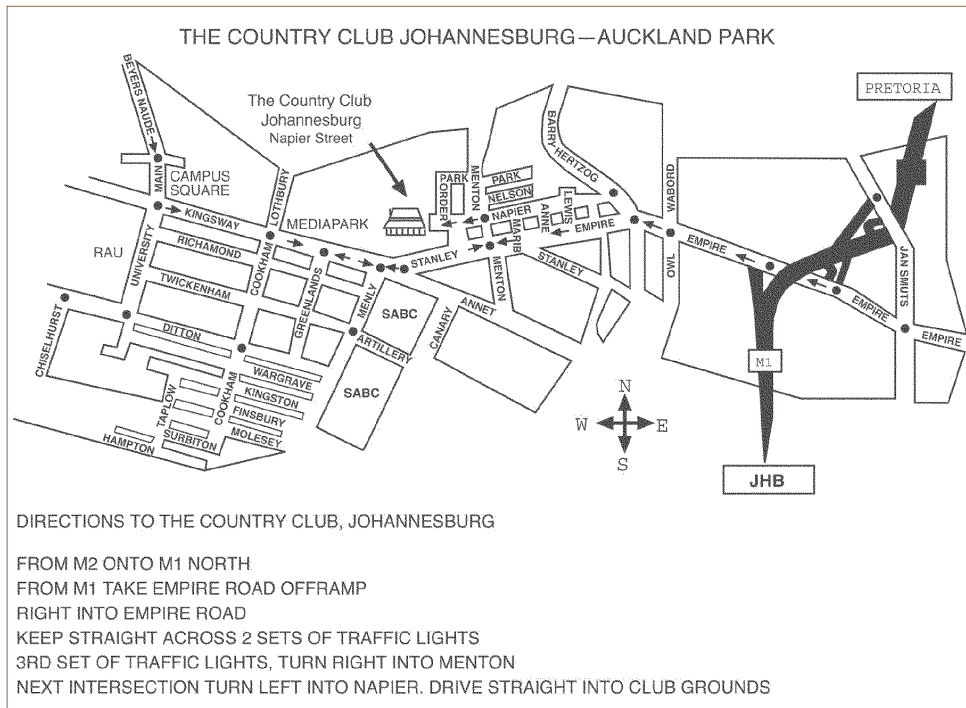 THE COUNTRY CLUB JOHANNESBURG—AUCKLAND PARK
BEYERS NAUDE
PRETORIA
The Country Club
Johannesburg
Napier Street
BARRY HERTZOG
MAIN
CAMPUS
SQUARE
LOTHBURY
PARK
ORDER
MENTON
PARK
NELSON
NAPIER
LEWIS
ANNIE
MARIB
EMPIRE
WABORD
OWL
KINGSWAY
MEDIAPARK
RAU
UNIVERSITY
RICHAMOND
COOKHAM
STANLEY
MENTON
STANLEY
EMPIRE
JAN SMUTS
TWICKENHAM
GREENLANDS
MENLY
SABC
CANARY
ANNET
EMPIRE
EMPIRE
CHISELHURST
DITTON
ARTILLERY
M1
WARGRAVE
COOKHAM
KINGSTON
SABC
TAPLOW
FINSBURY
MOLESEY
SURBITON
HAMPTON
N
W E
S
JHB
DIRECTIONS TO THE COUNTRY CLUB, JOHANNESBURG
FROM M2 ONTO M1 NORTH
FROM M1 TAKE EMPIRE ROAD OFFRAMP
RIGHT INTO EMPIRE ROAD
KEEP STRAIGHT ACROSS 2 SETS OF TRAFFIC LIGHTS
3RD SET OF TRAFFIC LIGHTS, TURN RIGHT INTO MENTON
NEXT INTERSECTION TURN LEFT INTO NAPIER. DRIVE STRAIGHT INTO CLUB GROUNDS